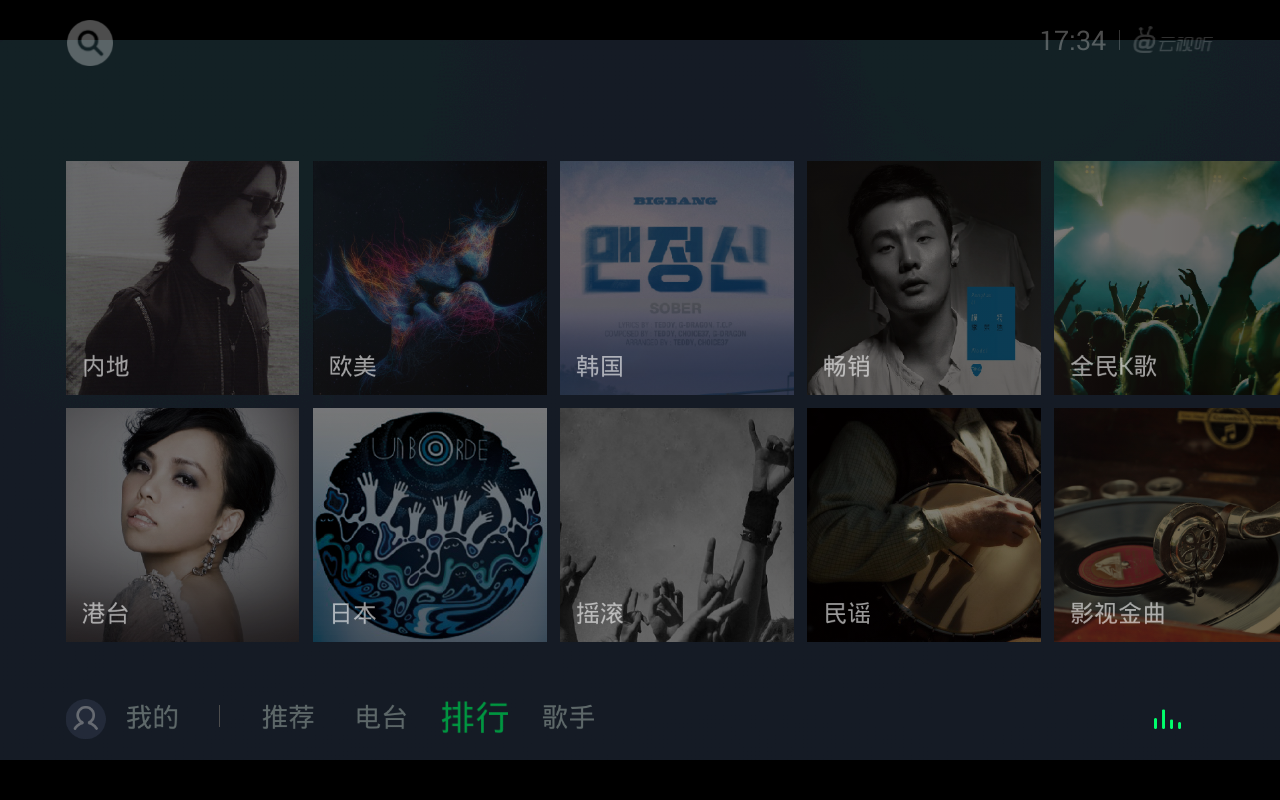 17:34
云视听
BIGBANG
맨정신
SOBER
内地
欧美
韩国
畅销
全民K歌
UNBORDE
港台
日本
摇滚
民谣
影视金曲
我的
推荐
电台
排行
歌手